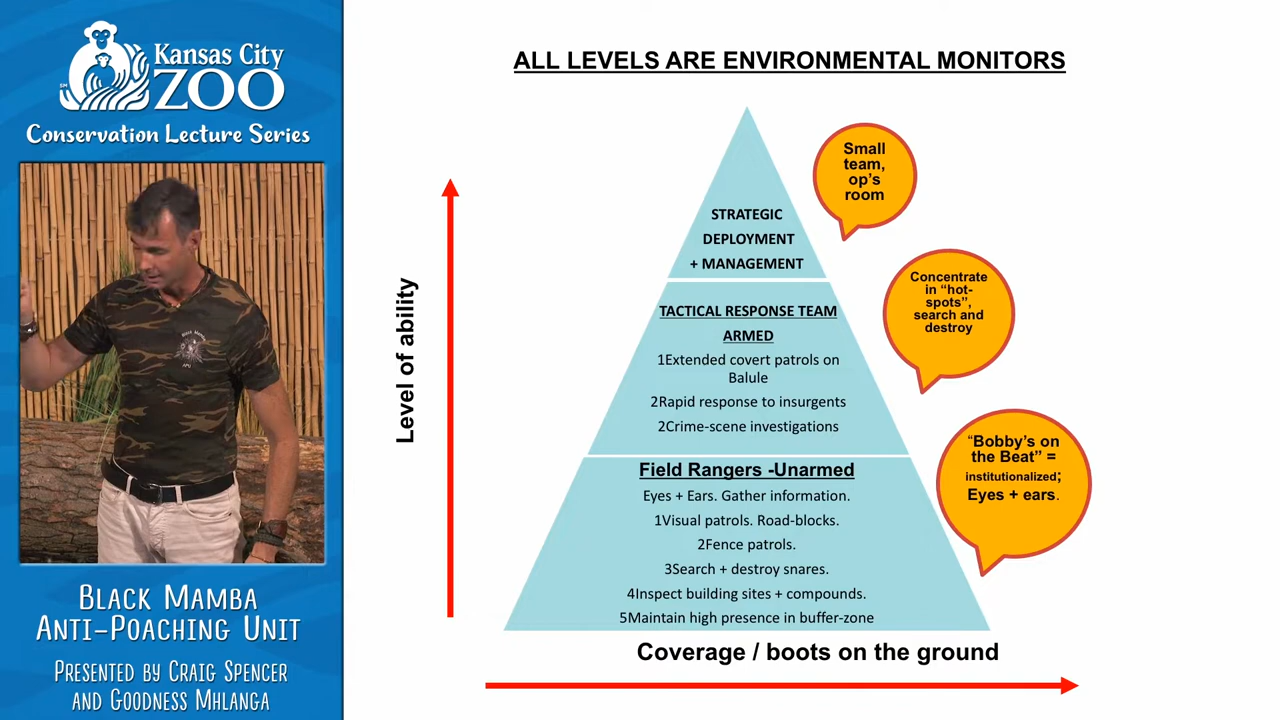 Kansas City
ZOO
SM
Conservation Lecture Series
Black Mamba
APU
BLACK MAMBA
ANTI-POACHING UNIT
PRESENTED BY CRAIG SPENCER
AND GOODNESS MHLANGA
ALL LEVELS ARE ENVIRONMENTAL MONITORS
Level of ability
STRATEGIC
DEPLOYMENT
+ MANAGEMENT
Small
team,
op's
room
TACTICAL RESPONSE TEAM
ARMED
1Extended covert patrols on
Balule
2Rapid response to insurgents
2Crime-scene investigations
Concentrate
in “hot-
spots”,
search and
destroy
Field Rangers -Unarmed
Eyes + Ears. Gather information.
1Visual patrols. Road-blocks.
2Fence patrols.
3Search + destroy snares.
4Inspect building sites + compounds.
5Maintain high presence in buffer-zone
“Bobby’s on
the Beat” =
institutionalized;
Eyes + ears.
Coverage / boots on the ground